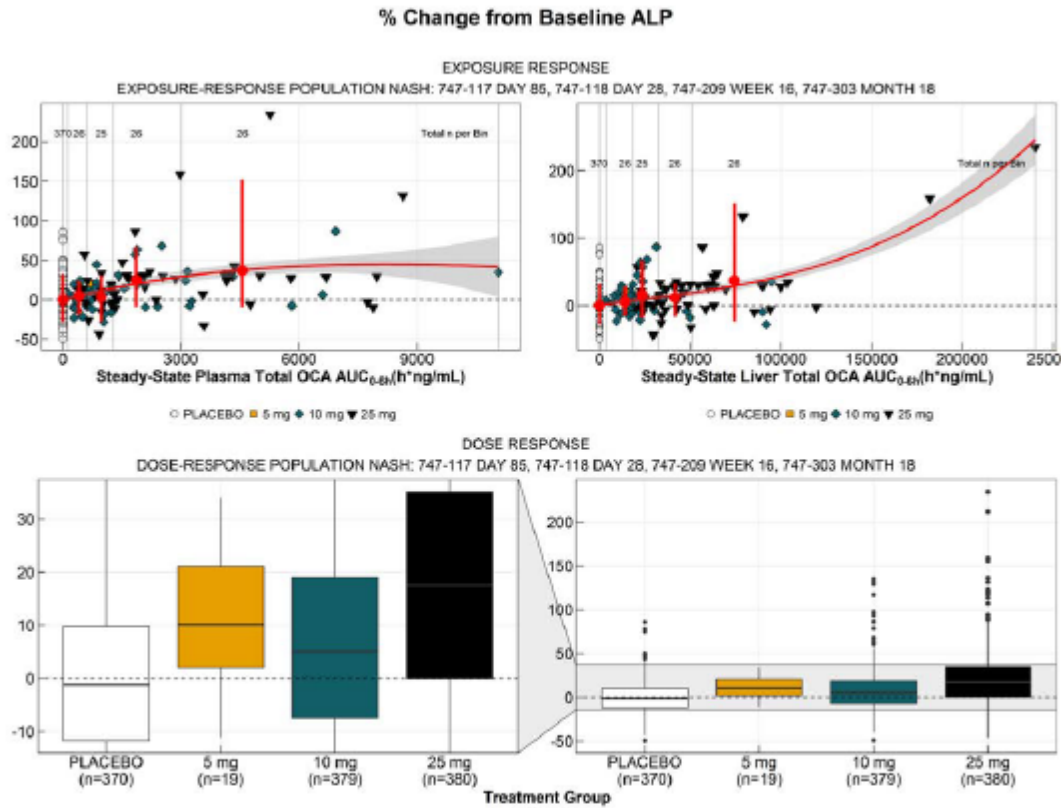 % Change from Baseline ALP
EXPOSURE RESPONSE
EXPOSURE-RESPONSE POPULATION NASH: 747-117 DAY 85, 747-118 DAY 28, 747-209 WEEK 16, 747-303 MONTH 18
370 26 25 26 26 Total n per Bin
200
150
100
50
0
-50
0 3000 6000 9000
Steady-State Plasma Total OCA AUC0-8h(h*ng/mL)
370 26 25 26 26 Total n per Bin
200
100
0
0 50000 100000 150000 200000 2500
Steady-State Liver Total OCA AUC0-8h(h*ng/mL)
PLACEBO 5 mg 10 mg 25 mg
PLACEBO 5 mg 10 mg 25 mg
DOSE RESPONSE
DOSE-RESPONSE POPULATION NASH: 747-117 DAY 85, 747-118 DAY 28, 747-209 WEEK 16, 747-303 MONTH 18
30
20
10
0
-10
PLACEBO 5 mg 10 mg 25 mg
(n=370) (n=19) (n=379) (n=380)
200
150
100
50
0
-50
PLACEBO 5 mg 10 mg 25 mg
(n=370) (n=19) (n=379) (n=380)
Treatment Group